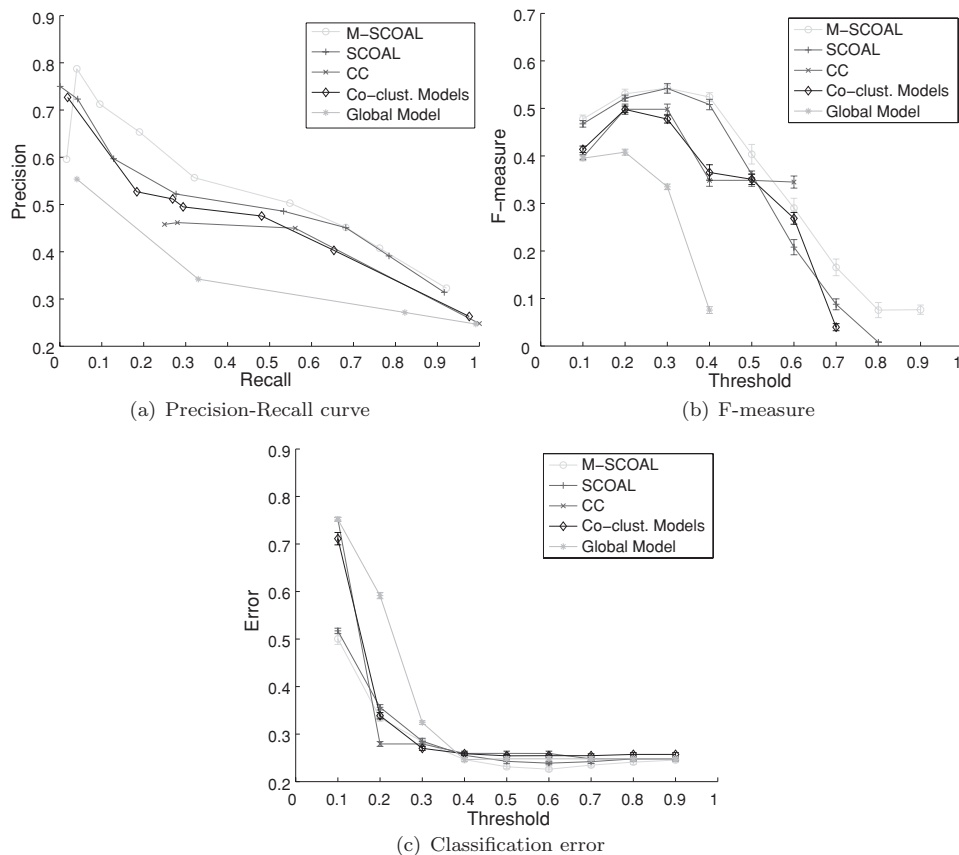 0.9
0.8
0.7
0.6
0.5
0.4
0.3
0.2
Precision
0 0.1 0.2 0.3 0.4 0.5 0.6 0.7 0.8 0.9 1
Recall
M-SCOAL
SCOAL
CC
Co-clust. Models
Global Model
(a) Precision-Recall curve
0.7
0.6
0.5
0.4
0.3
0.2
0.1
0
F-measure
0 0.1 0.2 0.3 0.4 0.5 0.6 0.7 0.8 0.9 1
Threshold
M-SCOAL
SCOAL
CC
Co-clust. Models
Global Model
(b) F-measure
0.9
0.8
0.7
0.6
0.5
0.4
0.3
0.2
Error
0 0.1 0.2 0.3 0.4 0.5 0.6 0.7 0.8 0.9 1
Threshold
M-SCOAL
SCOAL
CC
Co-clust. Models
Global Model
(c) Classification error